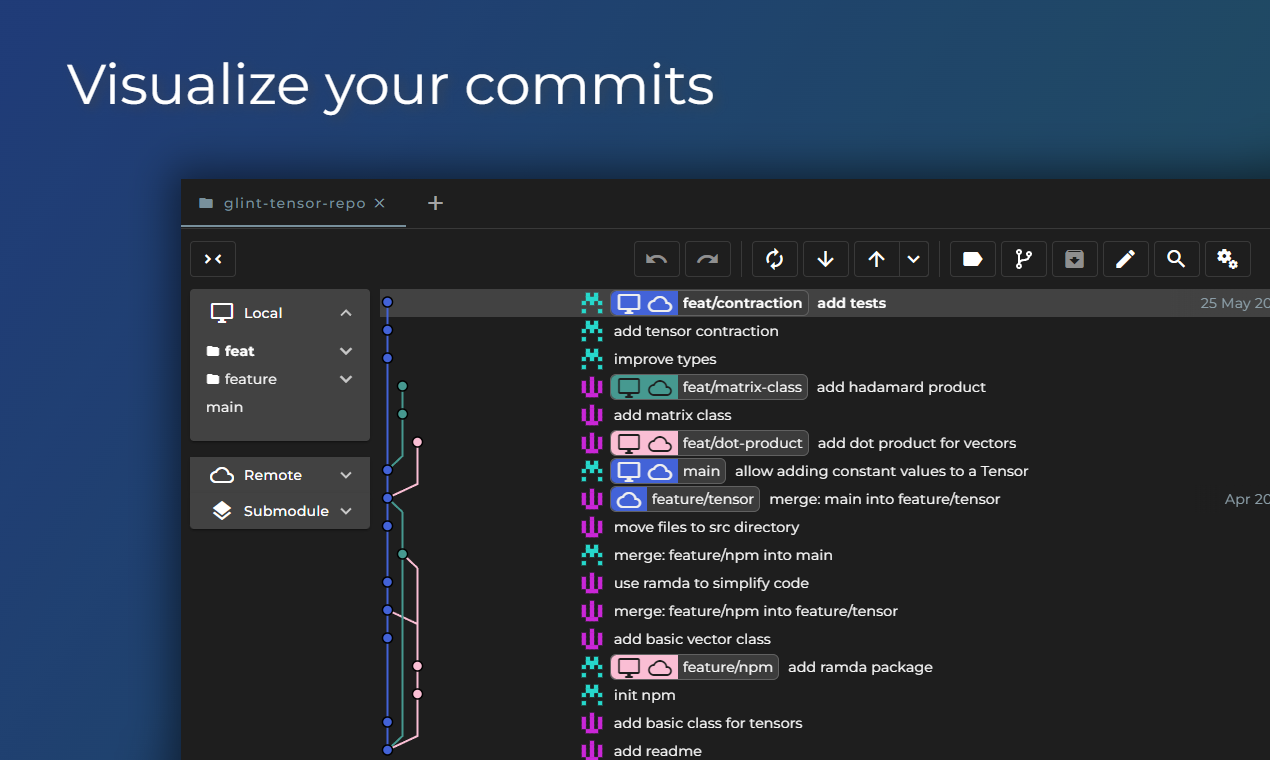 Visualize your commits
glint-tensor-repo
Local
feat
feature
main
Remote
Submodule
feat/contraction add tests 25 May 20
add tensor contraction
improve types
feat/matrix-class add hadamard product
add matrix class
feat/dot-product add dot product for vectors
main allow adding constant values to a Tensor
feature/tensor merge: main into feature/tensor Apr 20
move files to src directory
merge: feature/npm into main
use ramda to simplify code
merge: feature/npm into feature/tensor
add basic vector class
feature/npm add ramda package
init npm
add basic class for tensors
add readme